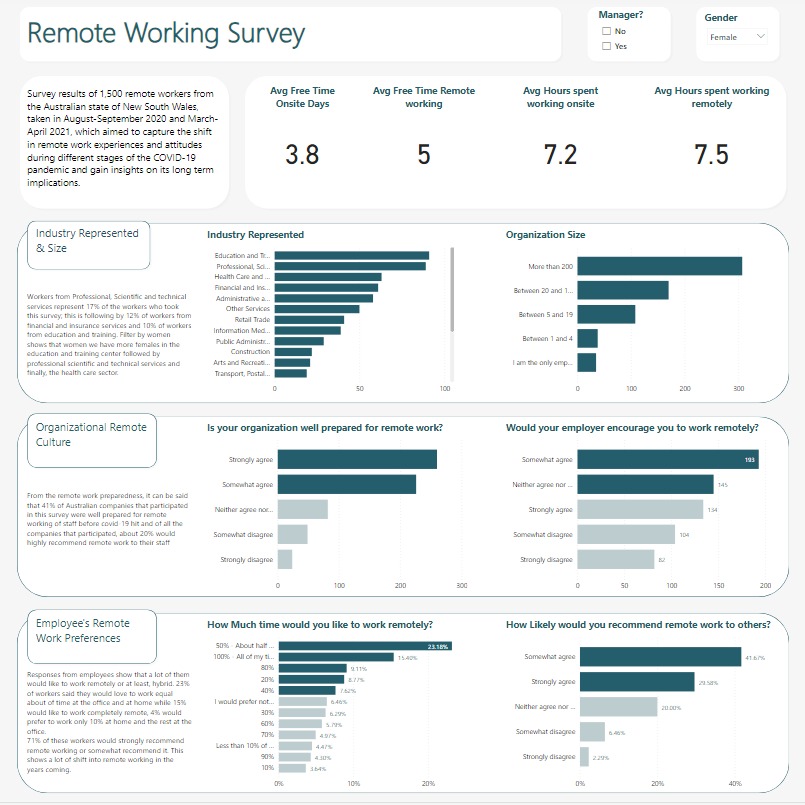 Remote Working Survey
Manager?
No
Yes
Gender
Female
Survey results of 1,500 remote workers from
the Australian state of New South Wales,
taken in August-September 2020 and March-
April 2021, which aimed to capture the shift
in remote work experiences and attitudes
during different stages of the COVID-19
pandemic and gain insights on its long term
implications.
Avg Free Time
Onsite Days
3.8
Avg Free Time Remote
working
5
Avg Hours spent
working onsite
7.2
Avg Hours spent working
remotely
7.5
Industry Represented
& Size
Workers from Professional, Scientific and technical
services represent 17% of the workers who took
this survey; this is following by 12% of workers from
financial and insurance services and 10% of workers
from education and training. Filter by women
shows that women we have more females in the
education and training center followed by
professional scientific and technical services and
finally, the health care sector.
Industry Represented
Education and Tr...
Professional, Sci...
Health Care and ...
Financial and Ins...
Administrative a...
Other Services
Retail Trade
Information Med...
Public Administr...
Construction
Arts and Recreati...
Transport, Postal...
0 50 100
Organization Size
More than 200
Between 20 and 1...
Between 5 and 19
Between 1 and 4
I am the only emp...
0 100 200 300
Organizational Remote
Culture
From the remote work preparedness, it can be said
that 41% of Australian companies that participated
in this survey were well prepared for remote
working of staff before covid 19 hit and of all the
companies that participated, about 20% would
highly recommend remote work to their staff
Is your organization well prepared for remote work?
Strongly agree
Somewhat agree
Neither agree nor...
Somewhat disagree
Strongly disagree
0 100 200 300
Would your employer encourage you to work remotely?
Somewhat agree 193
Neither agree nor ... 145
Strongly agree 134
Somewhat disagree 104
Strongly disagree 82
0 50 100 150 200
Employee's Remote
Work Preferences
Responses from employees show that a lot of them
would like to work remotely or at least, hybrid. 23%
of workers said they would love to work equal
about of time at the office and at home while 15%
would like to work completely remote, 4% would
prefer to work only 10% at home and the rest at the
office.
71% of these workers would strongly recommend
remote working or somewhat recommend it. This
shows a lot of shift into remote working in the
years coming.
How Much time would you like to work remotely?
50% - About half ... 23.18%
100% - All of my ti... 15.40%
80% 9.11%
20% 8.77%
40% 7.62%
I would prefer not... 6.46%
30% 6.29%
60% 5.79%
70% 4.97%
Less than 10% of ... 4.47%
90% 4.30%
10% 3.64%
0% 10% 20%
How Likely would you recommend remote work to others?
Somewhat agree 41.67%
Strongly agree 29.58%
Neither agree nor ... 20.00%
Somewhat disagree 6.46%
Strongly disagree 2.29%
0% 20% 40%